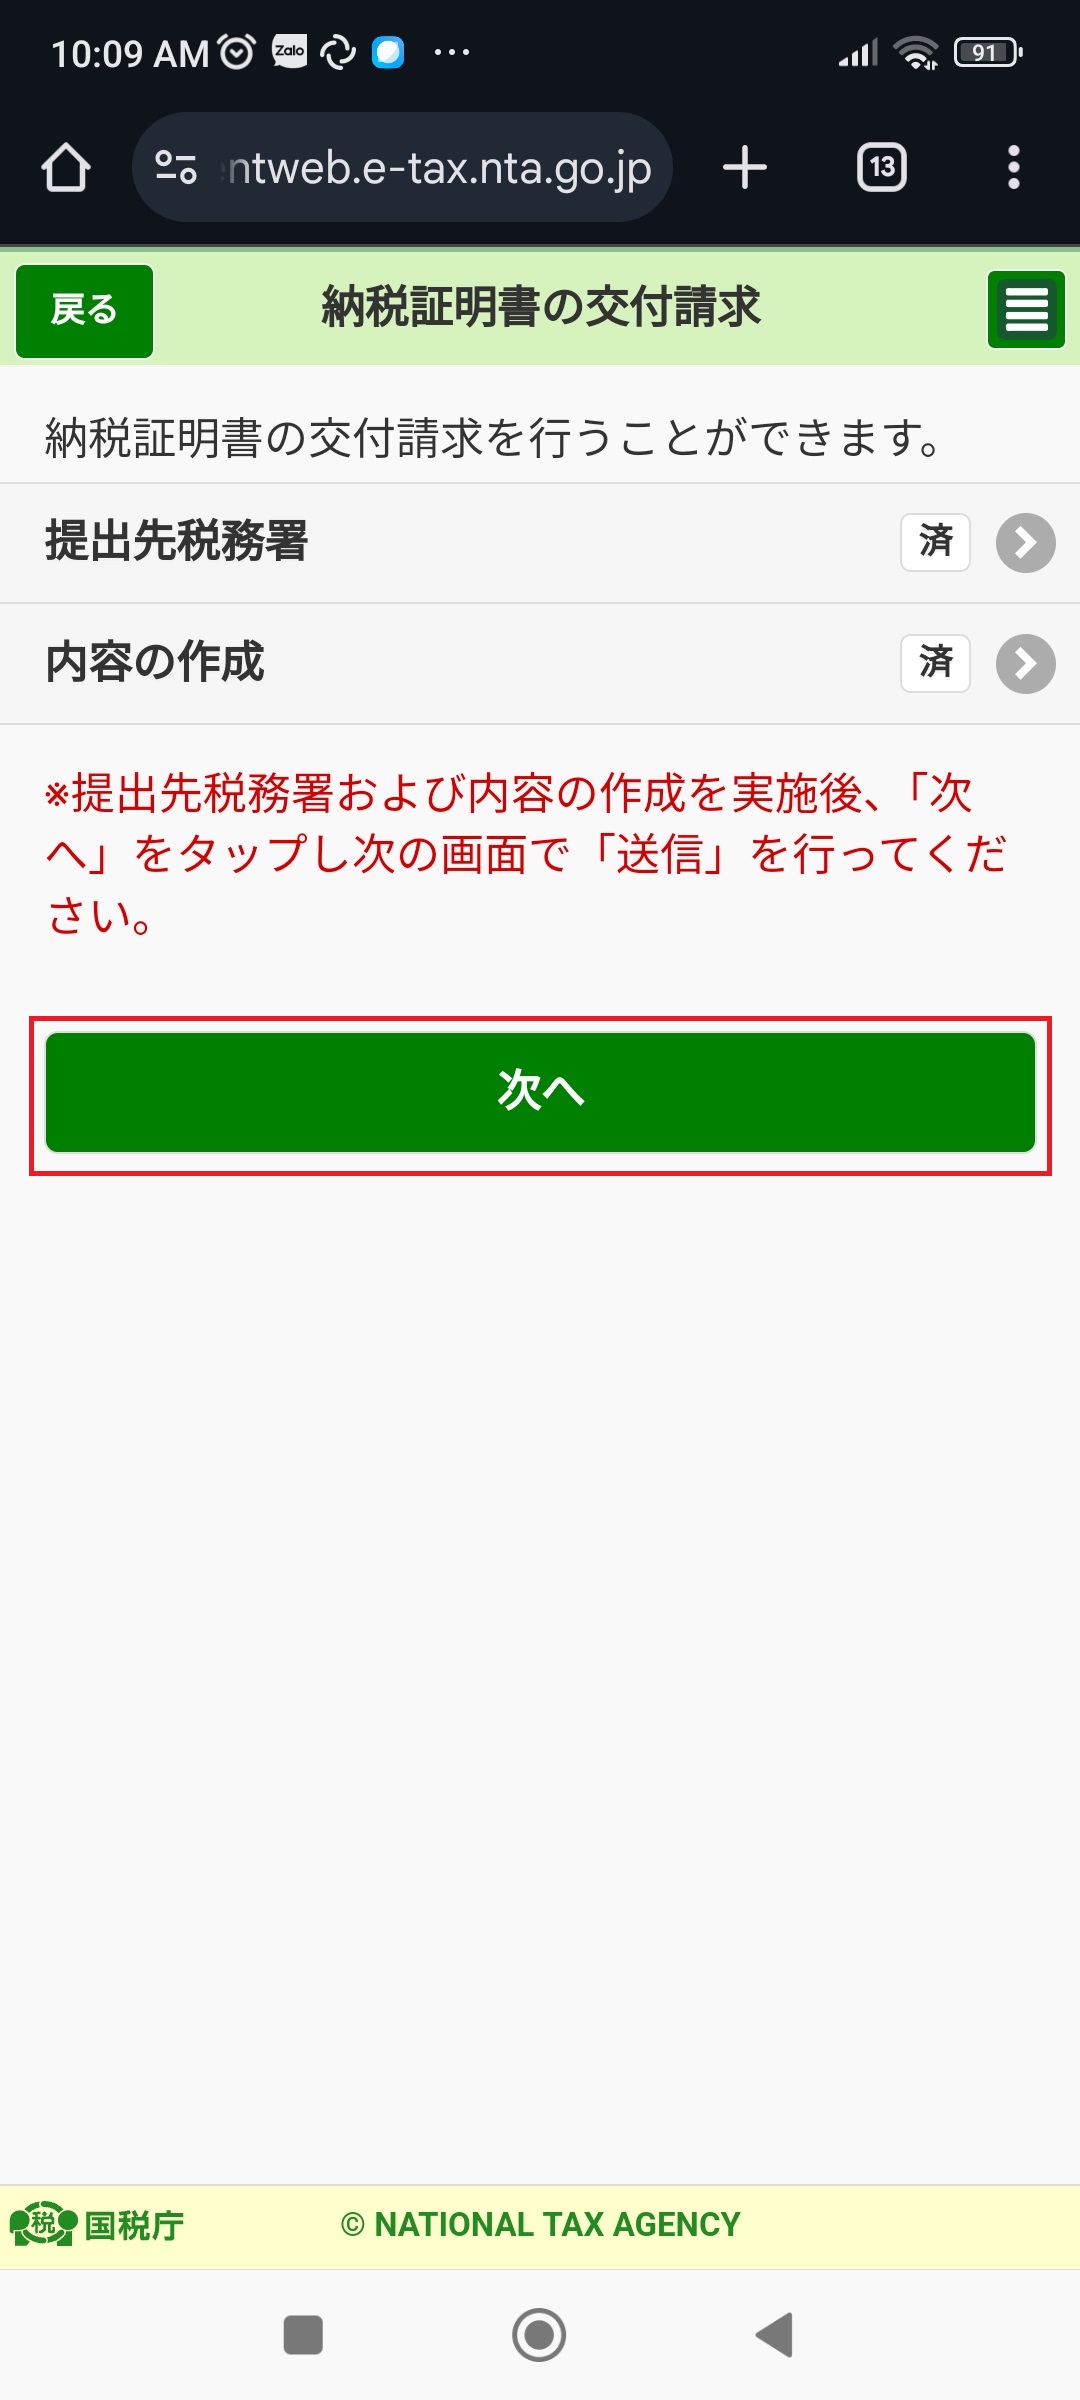 10:09 AM Zalo ... 91
ntweb.e-tax.nta.go.jp 13
戻る 納税証明書の交付請求
納税証明書の交付請求を行うことができます。
提出先税務署 済
内容の作成 済
※提出先税務署および内容の作成を実施後、「次
へ」をタップし次の画面で「送信」を行ってくだ
さい。
次へ
税 国税庁 © NATIONAL TAX AGENCY